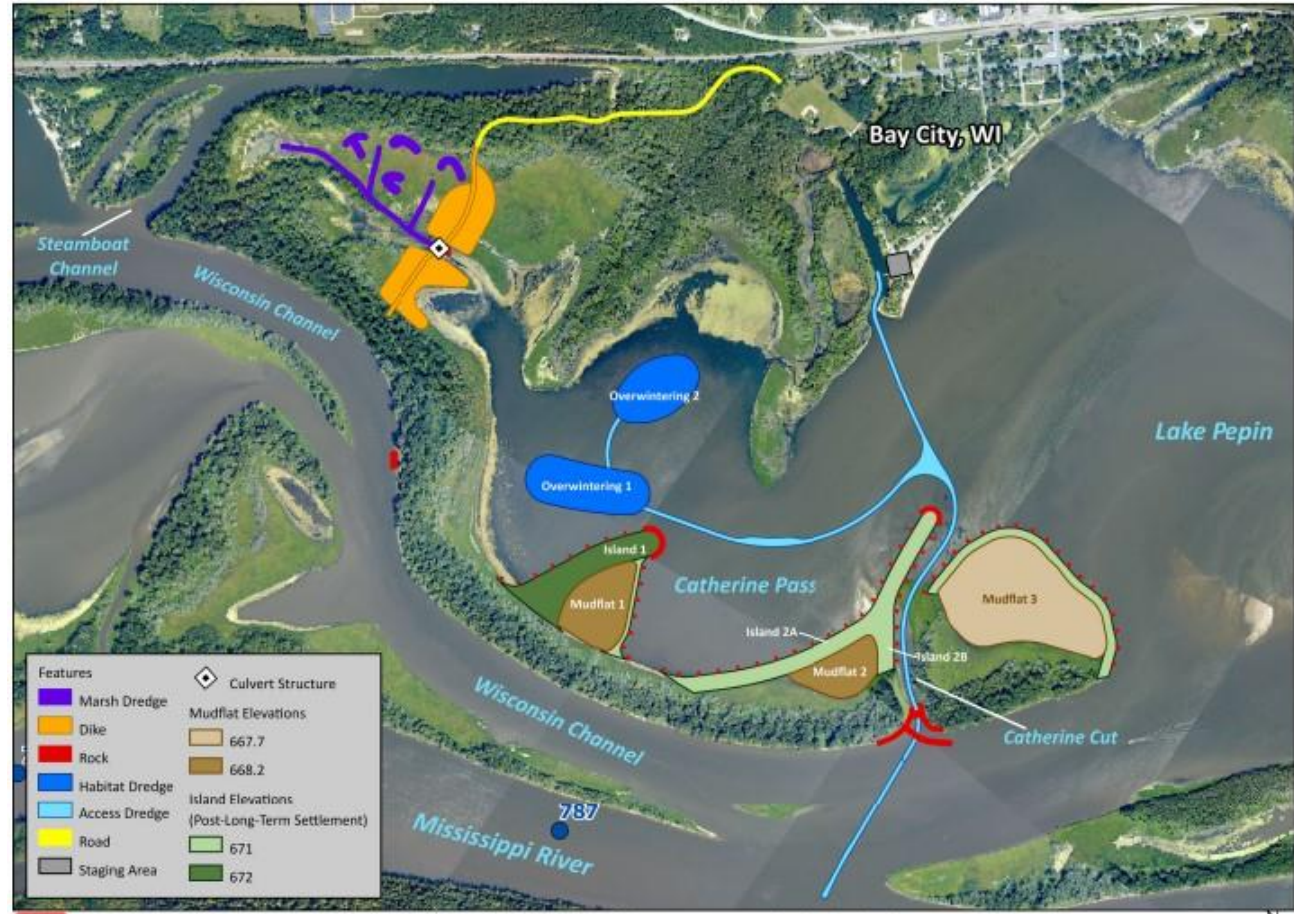 Bay City, WI
Steamboat
Channel
Wisconsin Channel
Overwintering 2
Lake Pepin
Overwintering 1
Island 1
Catherine Pass
Mudflat 1
Mudflat 3
Island 2A
Island 2B
Mudflat 2
Wisconsin Channel
Catherine Cut
787
Mississippi River
Features
Marsh Dredge
Dike
Rock
Habitat Dredge
Access Dredge
Road
Staging Area
Culvert Structure
Mudflat Elevations
667.7
668.2
Island Elevations
(Post-Long-Term Settlement)
671
672